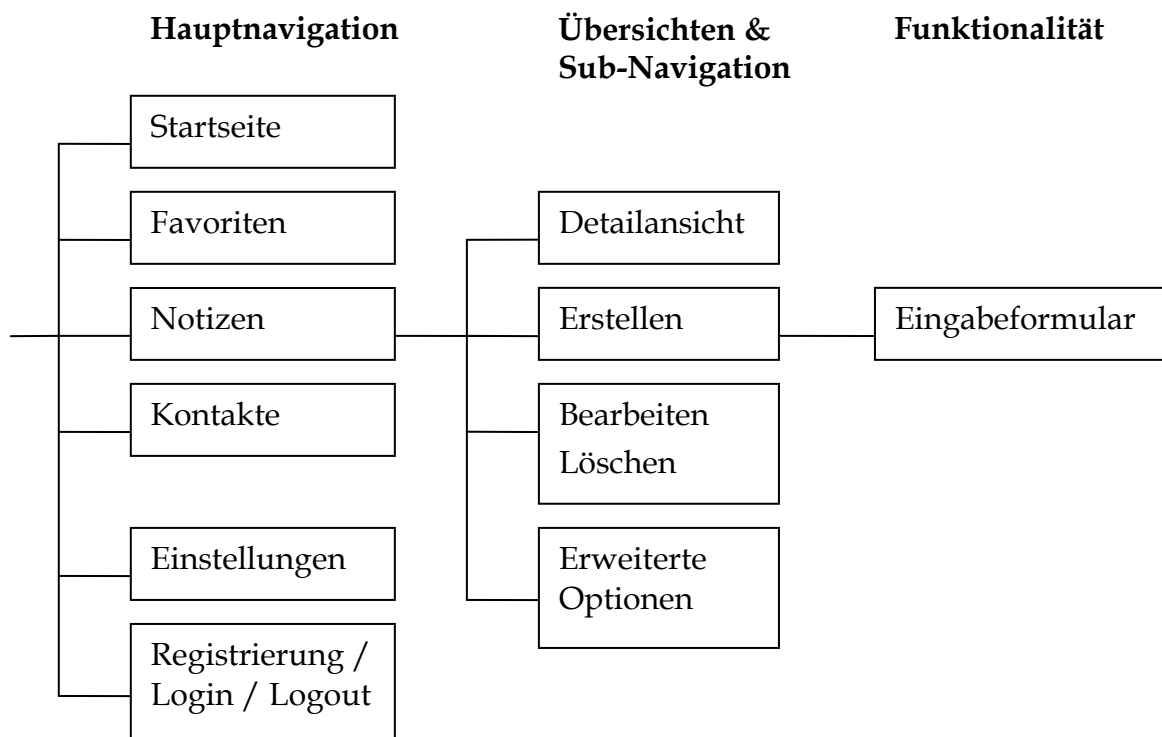 Hauptnavigation
Übersichten &
Sub-Navigation
Funktionalität
Startseite
Favoriten
Notizen
Kontakte
Einstellungen
Registrierung /
Login / Logout
Detailansicht
Erstellen
Bearbeiten
Löschen
Erweiterte
Optionen
Eingabeformular